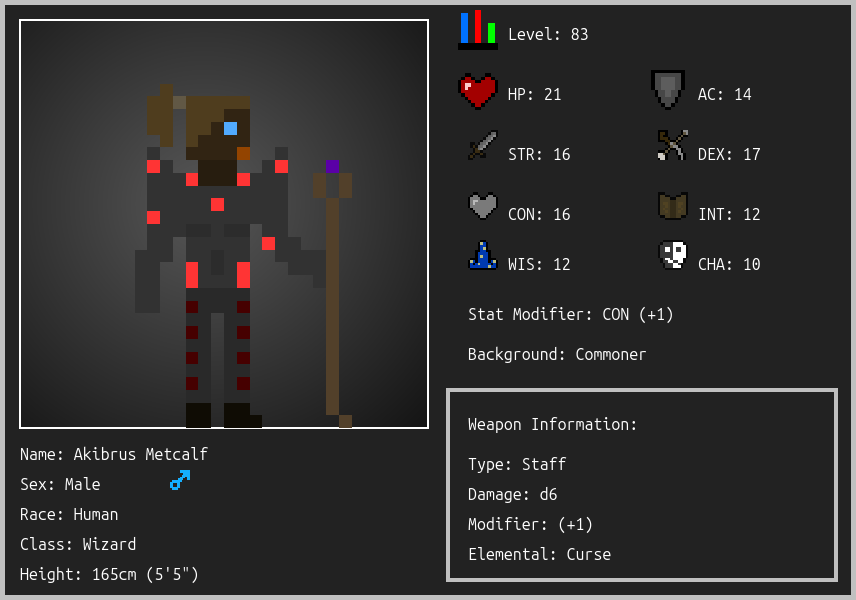 Level: 83
HP: 21
AC: 14
STR: 16
DEX: 17
CON: 16
INT: 12
WIS: 12
CHA: 10
Stat Modifier: CON (+1)
Background: Commoner
Weapon Information:
Type: Staff
Damage: d6
Modifier: (+1)
Elemental: Curse
Name: Akibrus Metcalf
Sex: Male
Race: Human
Class: Wizard
Height: 165cm (5'5")